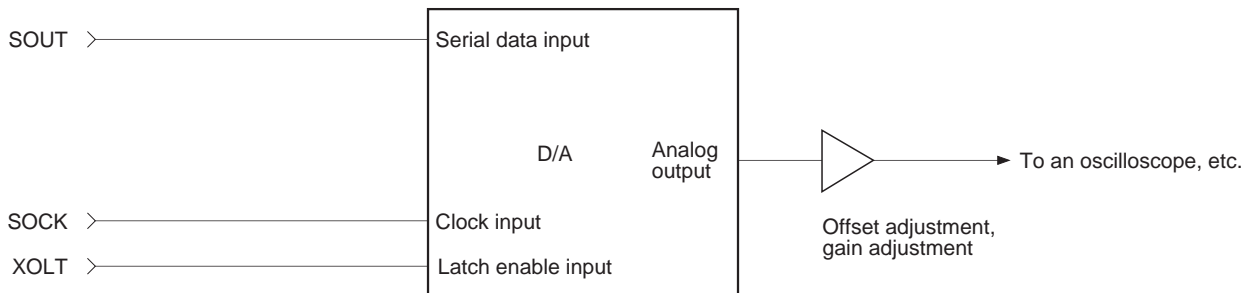 SOUT
Serial data input
D/A
Analog
output
To an oscilloscope, etc.
SOCK
Clock input
Offset adjustment,
gain adjustment
XOLT
Latch enable input